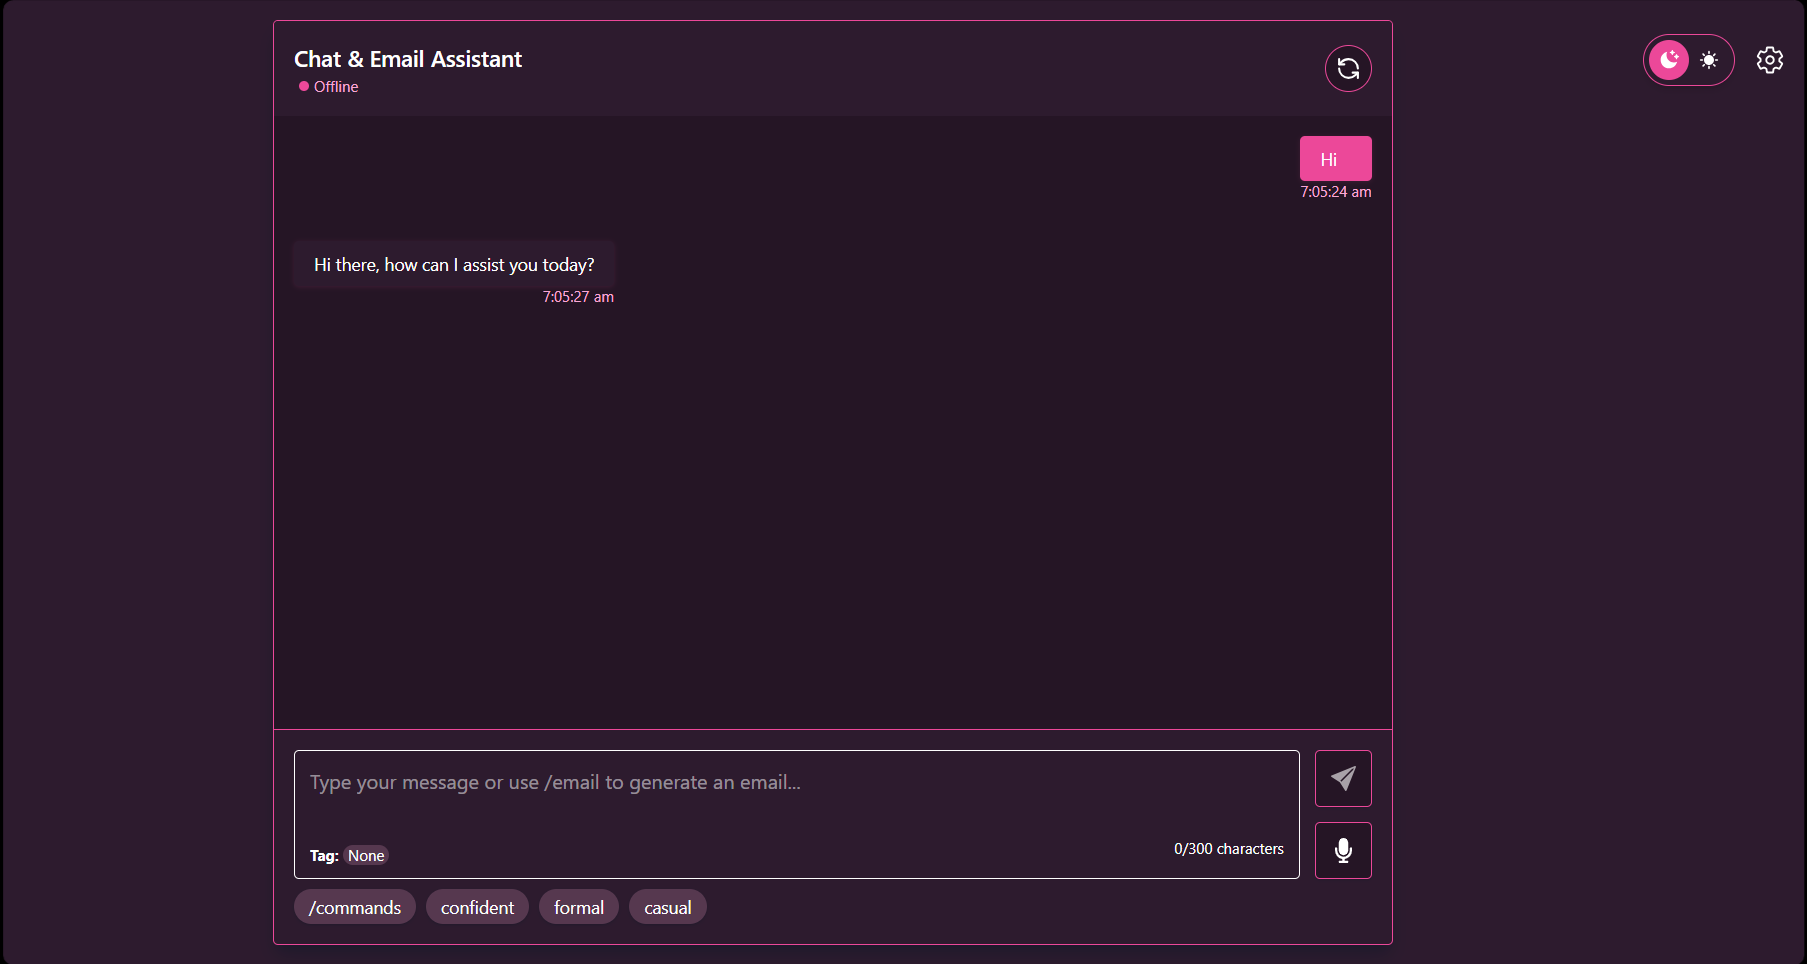 Chat & Email Assistant
Offline
Hi
7:05:24 am
Hi there, how can I assist you today?
7:05:27 am
Type your message or use /email to generate an email...
Tag: None
0/300 characters
/commands confident formal casual